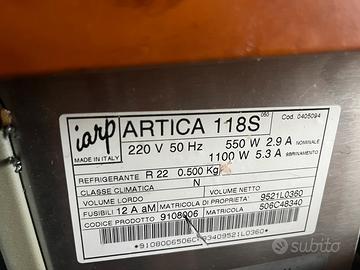 iarp
MADE IN ITALY
ARTICA 118S 060
Cod. 0405094
220 V 50 Hz 550 W 2.9 A NOMINALE
1100 W 5.3 A SBRINAMENTO
REFRIGERANTE R 22 0.500 Kg
CLASSE CLIMATICA N
VOLUME LORDO VOLUME NETTO
FUSIBILI 12 A aM MATRICOLA DI PROPRIETA' 9521L0360
CODICE PRODOTTO 9108006 MATRICOLA 506C48340
subito